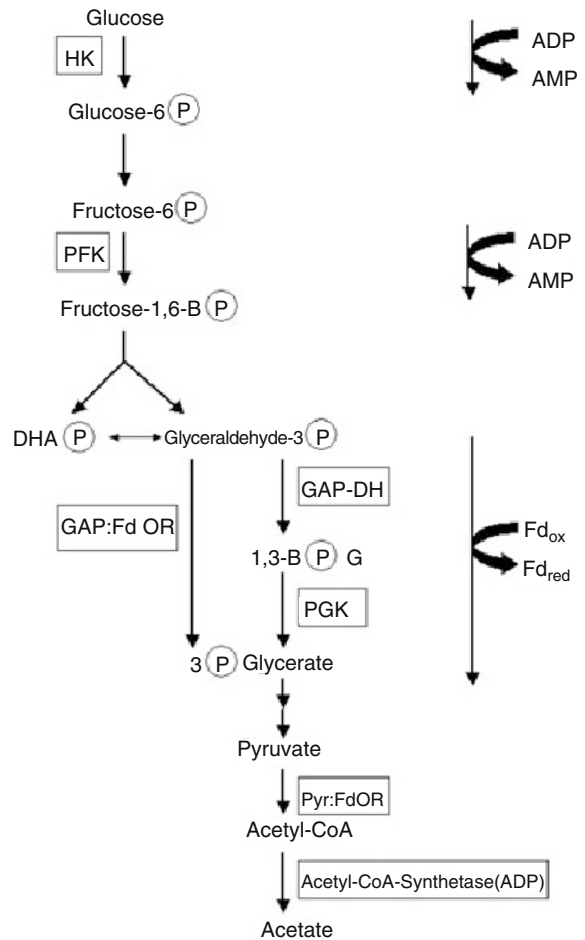 Glucose
HK
ADP
AMP
Glucose-6 P
Fructose-6 P
PFK
ADP
AMP
Fructose-1,6-B P
DHA P
Glyceraldehyde-3 P
GAP-DH
GAP:Fd OR
Fdox
1,3-B P G
Fdred
PGK
3 P Glycerate
Pyruvate
Pyr:FdOR
Acetyl-CoA
Acetyl-CoA-Synthetase(ADP)
Acetate